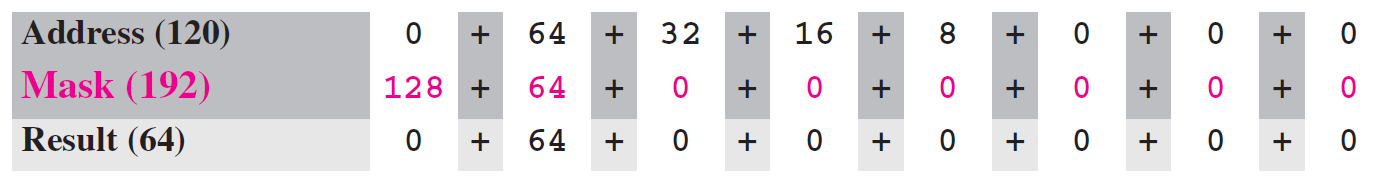 Address (120) 0 + 64 + 32 + 16 + 8 + 0 + 0 + 0
Mask (192) 128 + 64 + 0 + 0 + 0 + 0 + 0 + 0
Result (64) 0 + 64 + 0 + 0 + 0 + 0 + 0 + 0